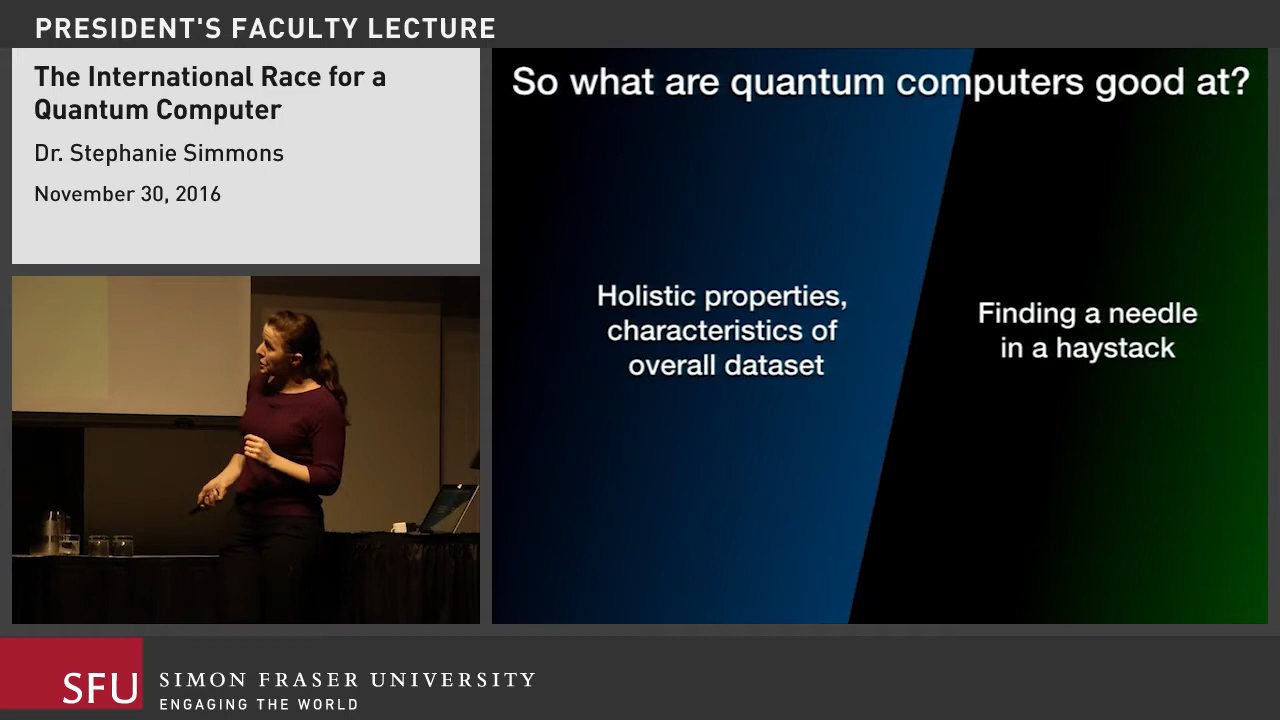 PRESIDENT'S FACULTY LECTURE
The International Race for a
Quantum Computer
Dr. Stephanie Simmons
November 30, 2016
So what are quantum computers good at?
Holistic properties,
characteristics of
overall dataset
Finding a needle
in a haystack
SFU
SIMON FRASER UNIVERSITY
ENGAGING THE WORLD